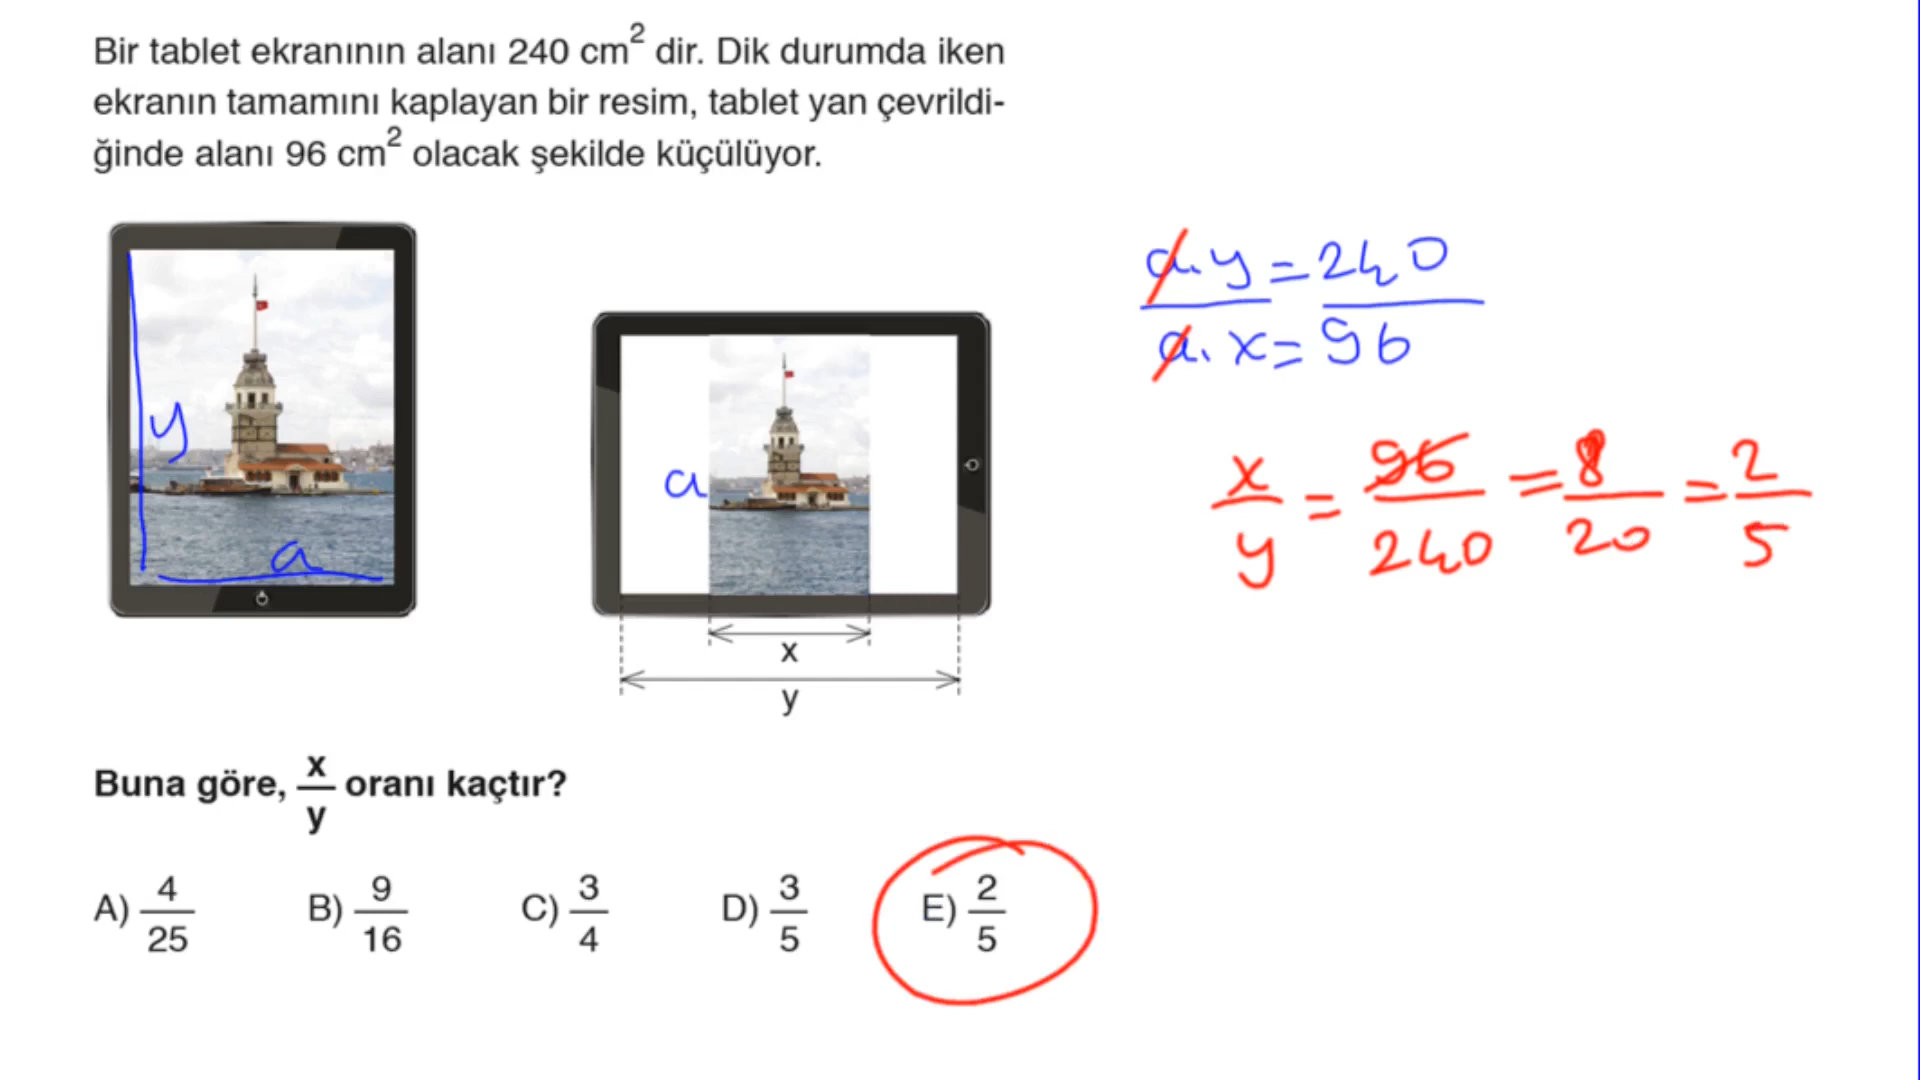 Bir tablet ekranının alanı 240 cm² dir. Dik durumda iken
ekranın tamamını kaplayan bir resim, tablet yan çevrildi-
ğinde alanı 96 cm² olacak şekilde küçülüyor.
y
a
a
x
y
a.y=240
a.x=96
x/y = 96/240 = 8/20 = 2/5
Buna göre, x/y oranı kaçtır?
A) 4/25 B) 9/16 C) 3/4 D) 3/5 E) 2/5